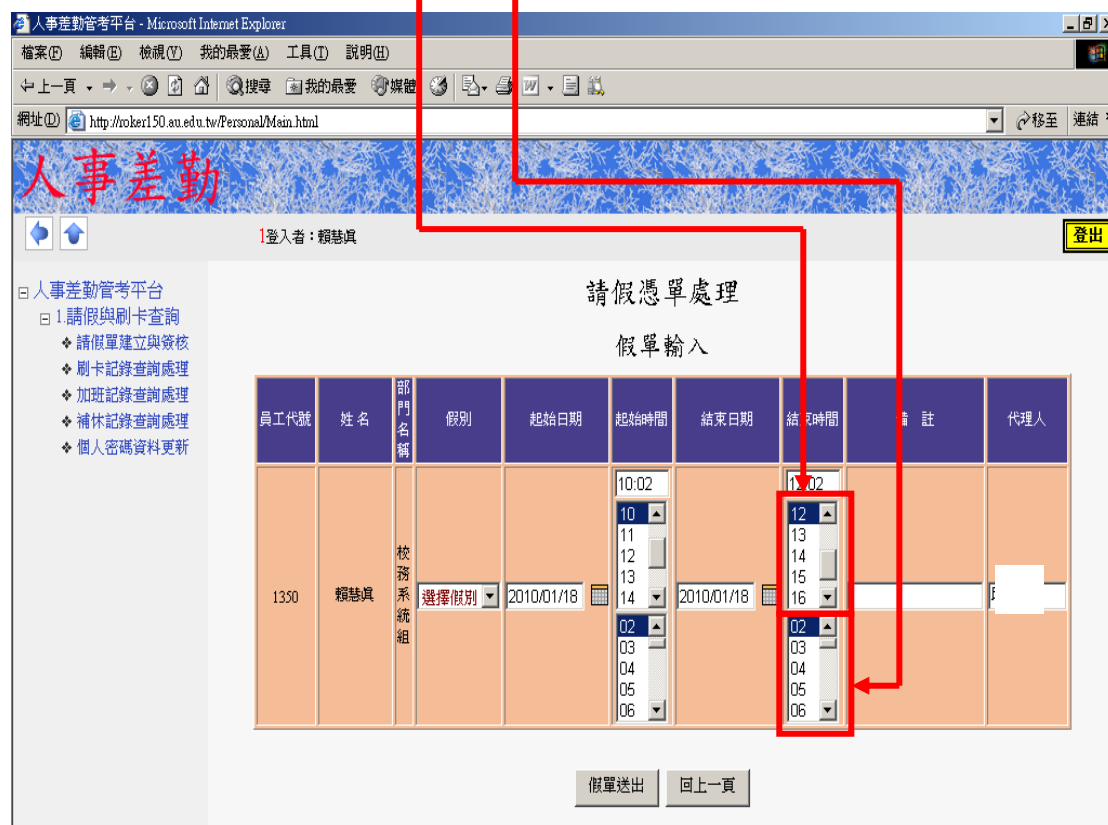 人事差勤管考平台 - Microsoft Internet Explorer
檔案(F) 編輯(E) 檢視(V) 我的最愛(A) 工具(T) 說明(H)
上一頁 搜尋 我的最愛 媒體
網址(D) http://roker150.au.edu.tw/Personal/Main.html 移至 連結
人事差勤
1登入者：賴慧眞 登出
人事差勤管考平台
1.請假與刷卡查詢
請假單建立與簽核
刷卡記錄查詢處理
加班記錄查詢處理
補休記錄查詢處理
個人密碼資料更新
請假憑單處理
假單輸入
員工代號 姓 名 部門名稱 假別 起始日期 起始時間 結束日期 結束時間 備 註 代理人
1350 賴慧眞 校務系統組 選擇假別 2010/01/18
10:02
10
11
12
13
14
02
03
04
05
06
2010/01/18
12:02
12
13
14
15
16
02
03
04
05
06
假單送出 回上一頁